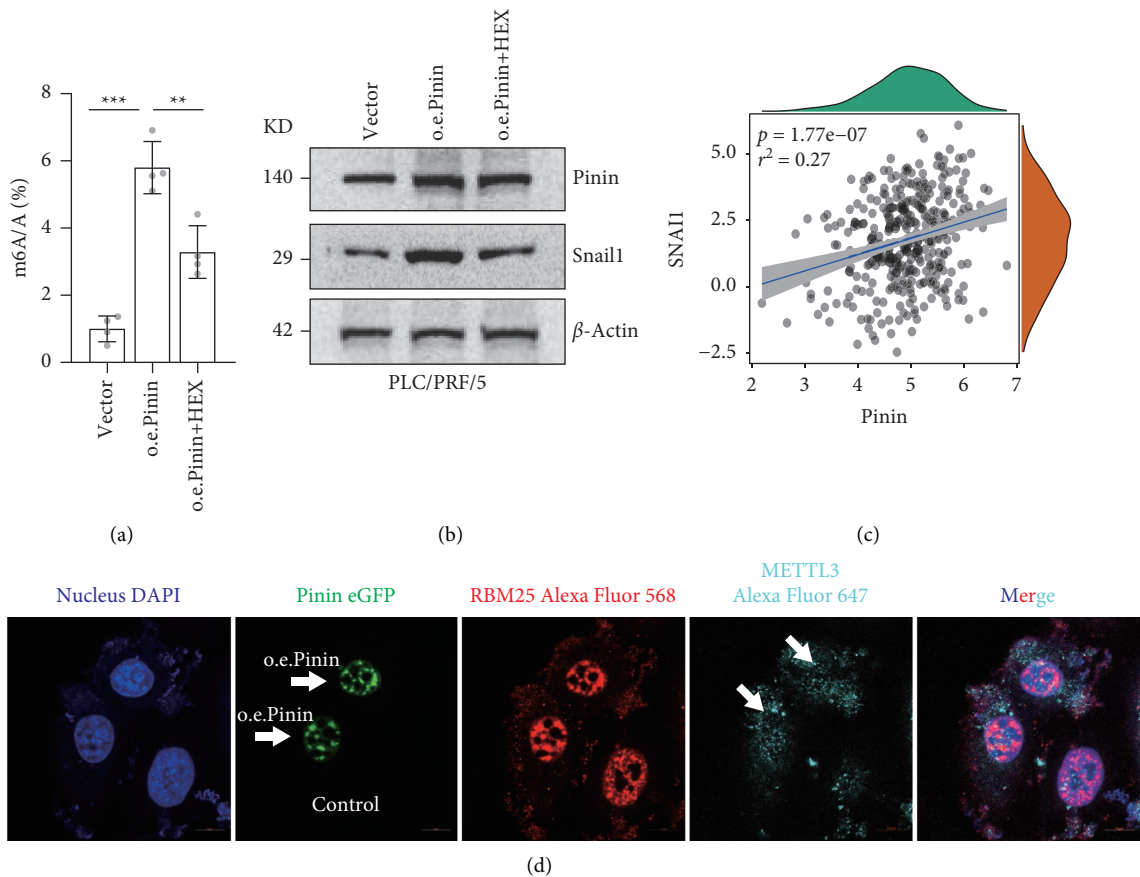 m6A/A (%)
8
6
4
2
0
***
**
Vector
o.e.Pinin
o.e.Pinin+HEX
(a)
KD
Vector
o.e.Pinin
o.e.Pinin+HEX
140
Pinin
29
Snail1
42
β-Actin
PLC/PRF/5
(b)
p = 1.77e−07
r² = 0.27
SNAI1
5.0
2.5
0.0
−2.5
2 3 4 5 6 7
Pinin
(c)
Nucleus DAPI
Pinin eGFP
o.e.Pinin
o.e.Pinin
Control
RBM25 Alexa Fluor 568
METTL3
Alexa Fluor 647
Merge
(d)